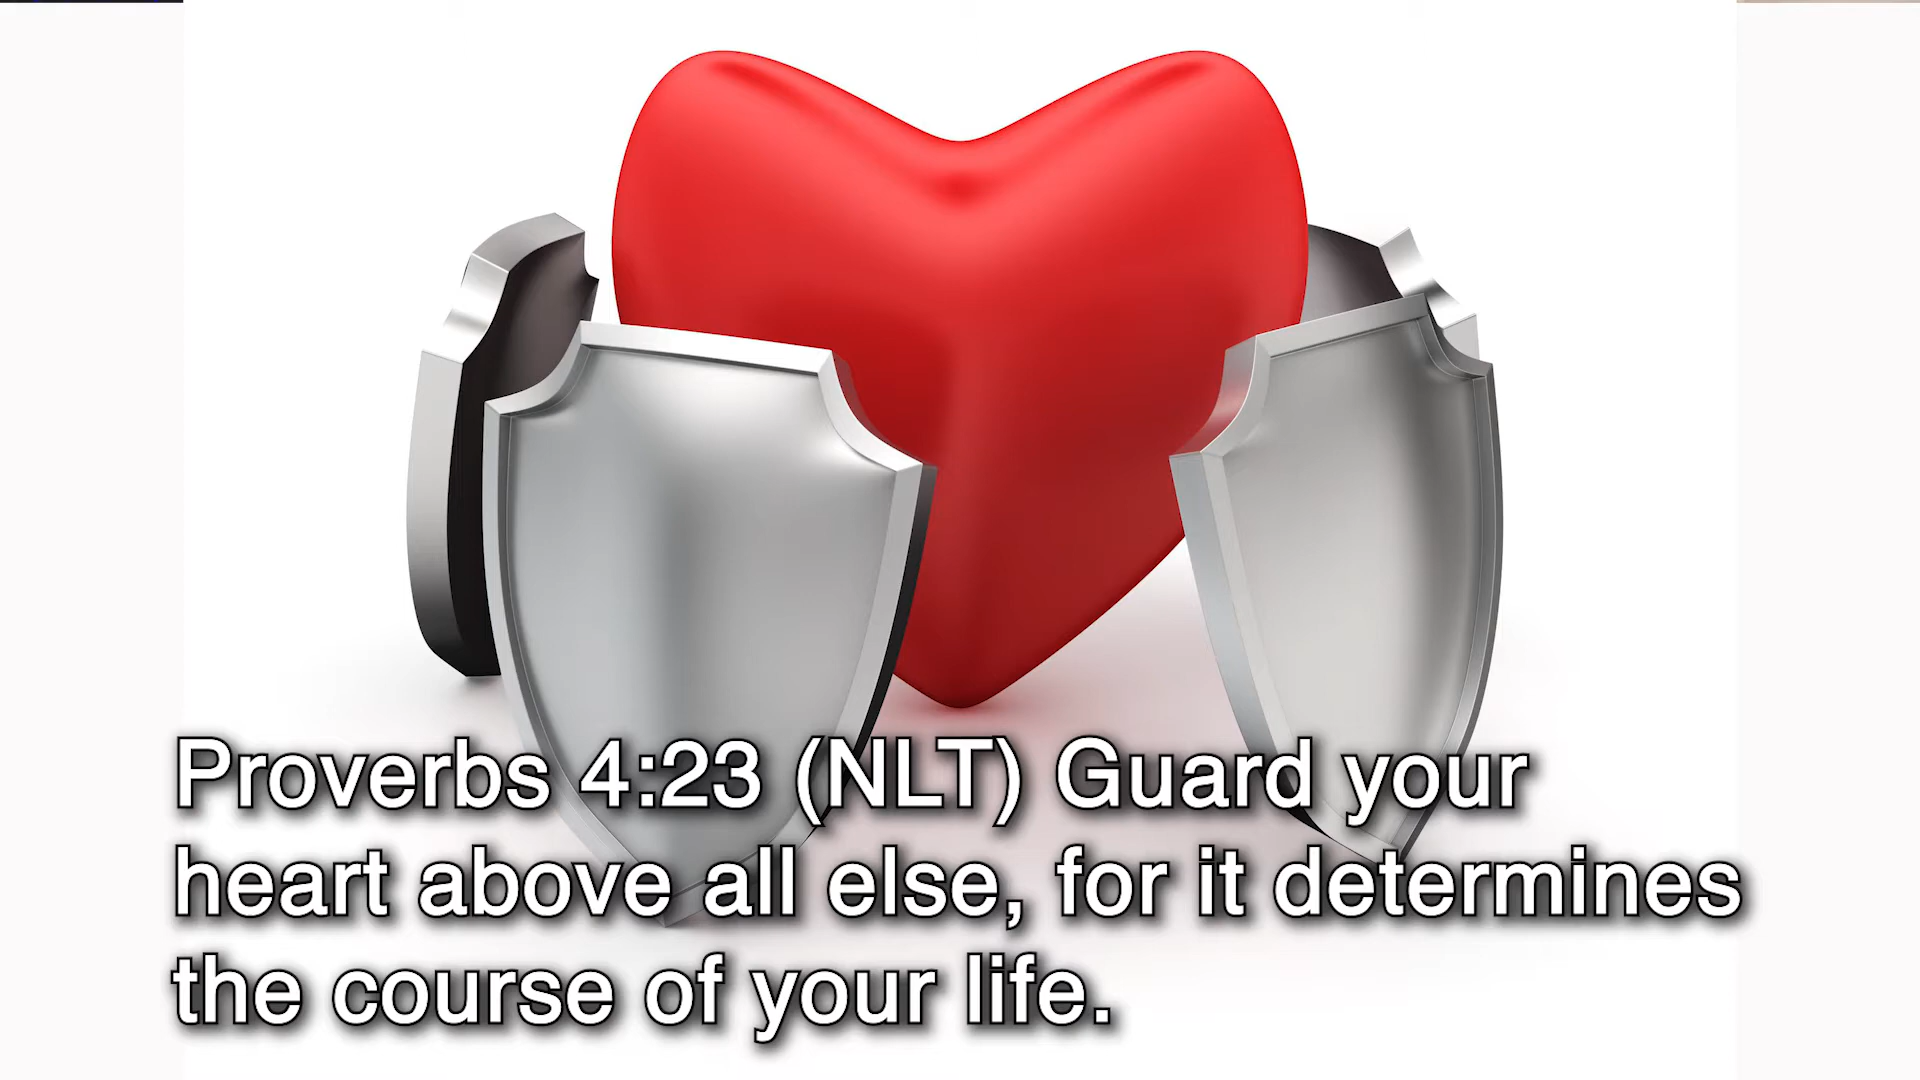 Proverbs 4:23 (NLT) Guard your
heart above all else, for it determines
the course of your life.